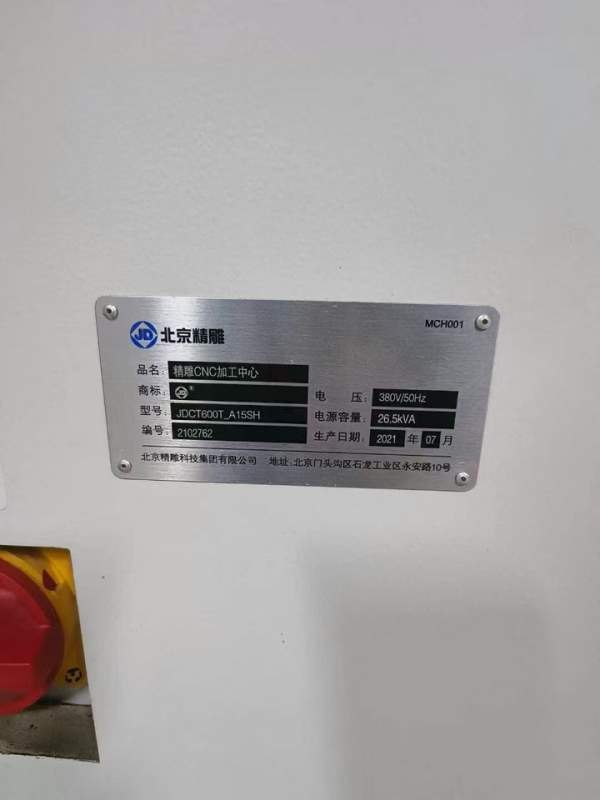 MCH001
JD 北京精雕
品名: 精雕CNC加工中心
商标: JD®
电 压: 380V/50Hz
型号: JDCT600T_A15SH
电源容量: 26.5kVA
编号: 2102762
生产日期: 2021 年 07 月
北京精雕科技集团有限公司 地址:北京门头沟区石龙工业区永安路10号